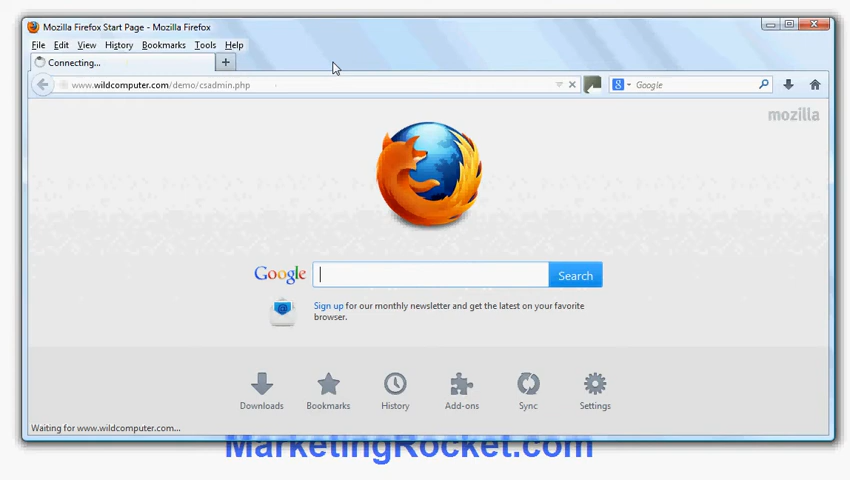 Mozilla Firefox Start Page - Mozilla Firefox
File Edit View History Bookmarks Tools Help
Connecting...
www.wildcomputer.com/demo/csadmin.php
Google
mozilla
Google
Search
Sign up for our monthly newsletter and get the latest on your favorite
browser.
Downloads Bookmarks History Add-ons Sync Settings
Waiting for www.wildcomputer.com...
MarketingRocket.com